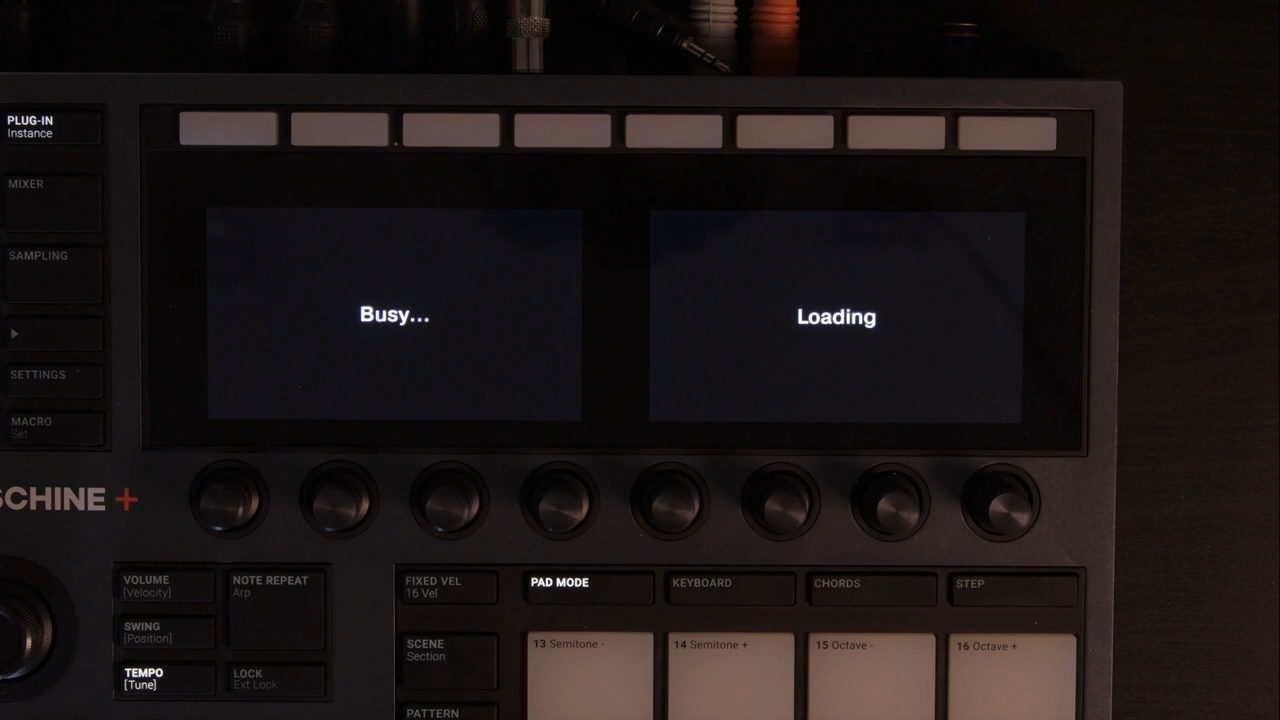 PLUG-IN
Instance
MIXER
SAMPLING
SETTINGS
MACRO
Set
Busy...
Loading
SCHINE +
VOLUME
[Velocity]
SWING
[Position]
TEMPO
[Tune]
NOTE REPEAT
Arp
LOCK
Ext Lock
FIXED VEL
16 Vel
PAD MODE
KEYBOARD
CHORDS
STEP
SCENE
Section
13 Semitone -
14 Semitone +
15 Octave -
16 Octave +
PATTERN